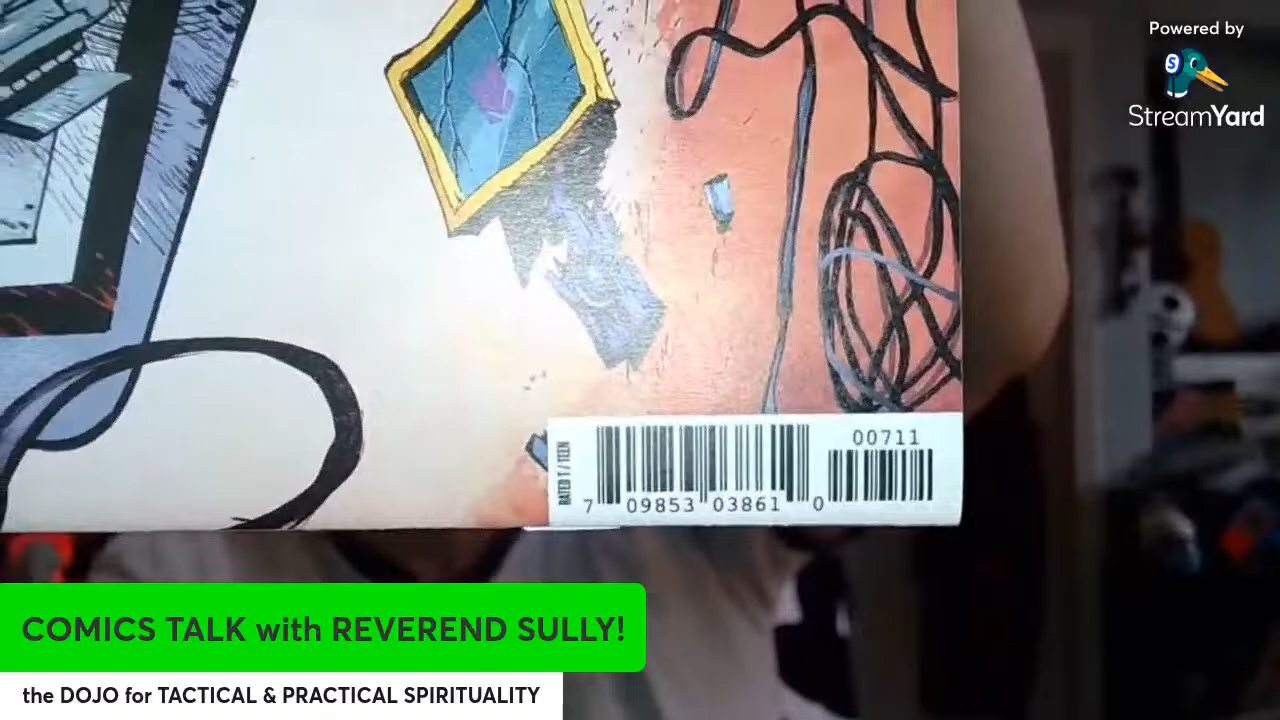 Powered by
StreamYard
00711
RATED T / TEEN
7 09853 03861 0
COMICS TALK with REVEREND SULLY!
the DOJO for TACTICAL & PRACTICAL SPIRITUALITY